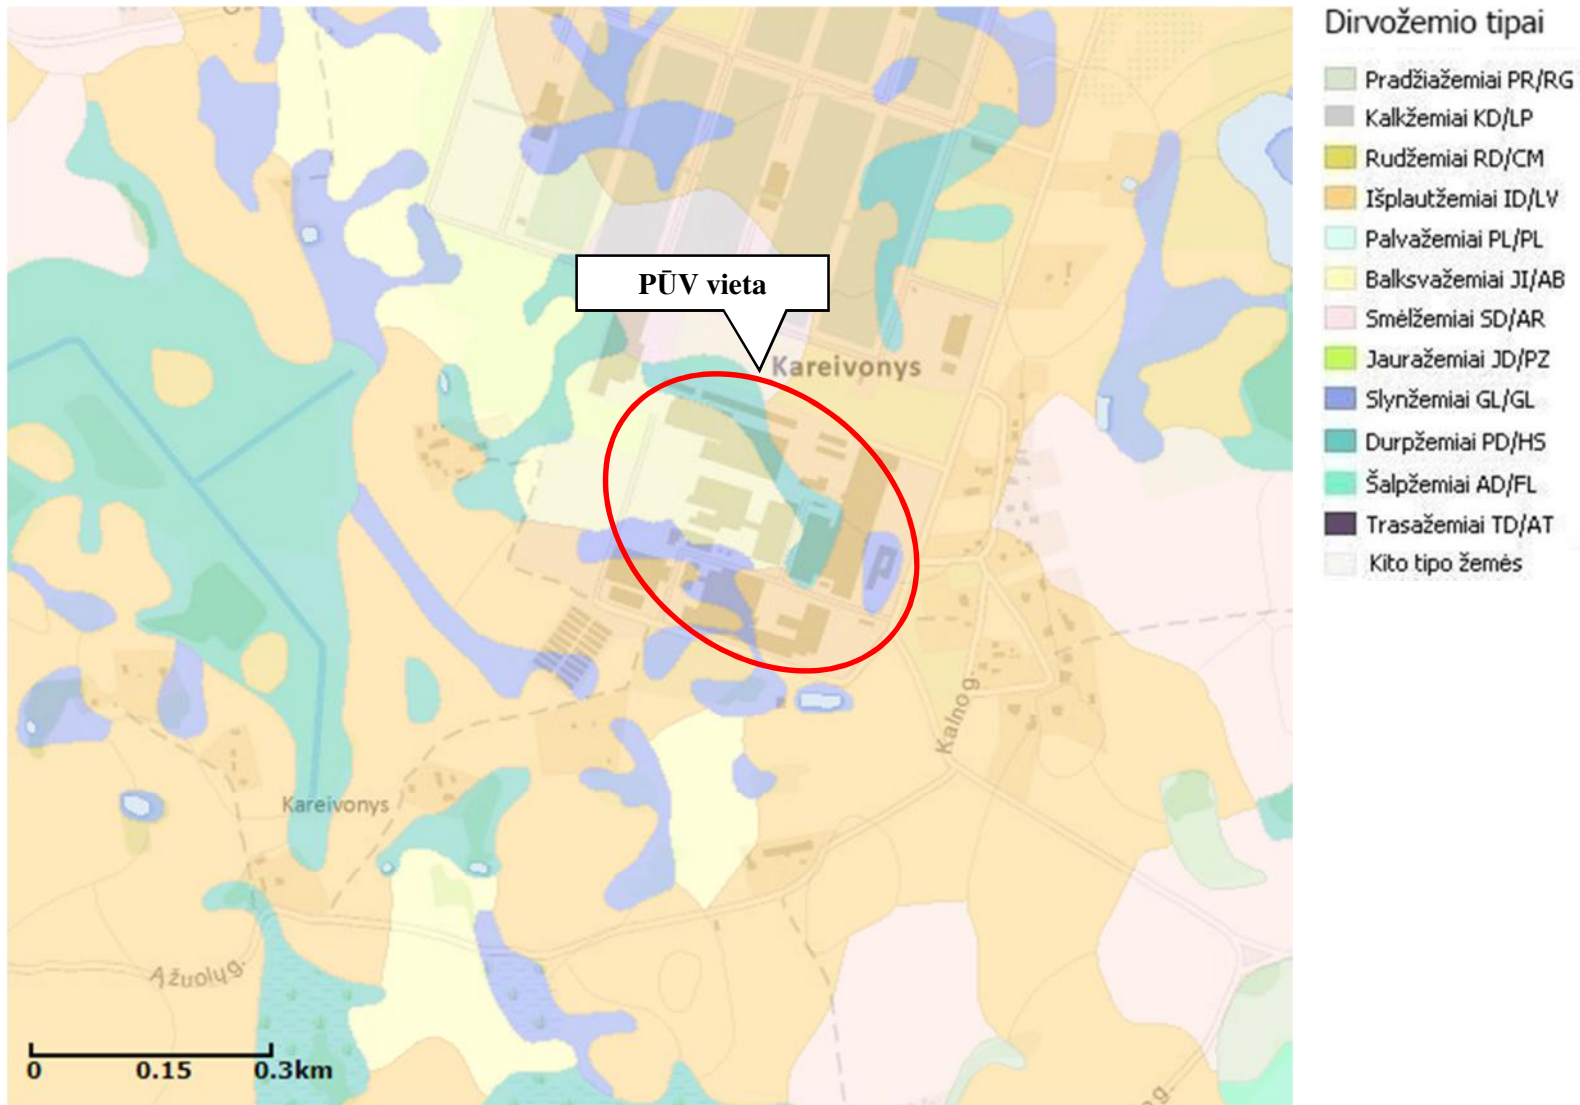 Dirvožemio tipai
Pradžiažemiai PR/RG
Kalkžemiai KD/LP
Rudžemiai RD/CM
Išplautžemiai ID/LV
Palvažemiai PL/PL
Balksvažemiai JI/AB
Smėlžemiai SD/AR
Jauražemiai JD/PZ
Slynžemiai GL/GL
Durpžemiai PD/HS
Šalpžemiai AD/FL
Trąsažemiai TD/AT
Kito tipo žemės
PŪV vieta
Kareivonys
Kalno g.
Kareivonys
Ąžuolų g.
0 0.15 0.3km